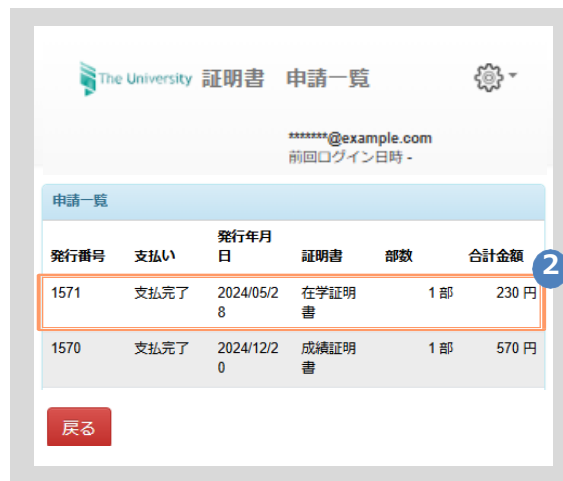 The University 証明書 申請一覧
*******@example.com
前回ログイン日時 -
申請一覧
発行番号 支払い 発行年月日 証明書 部数 合計金額
2
1571 支払完了 2024/05/28 在学証明書 1 部 230 円
1570 支払完了 2024/12/20 成績証明書 1 部 570 円
戻る